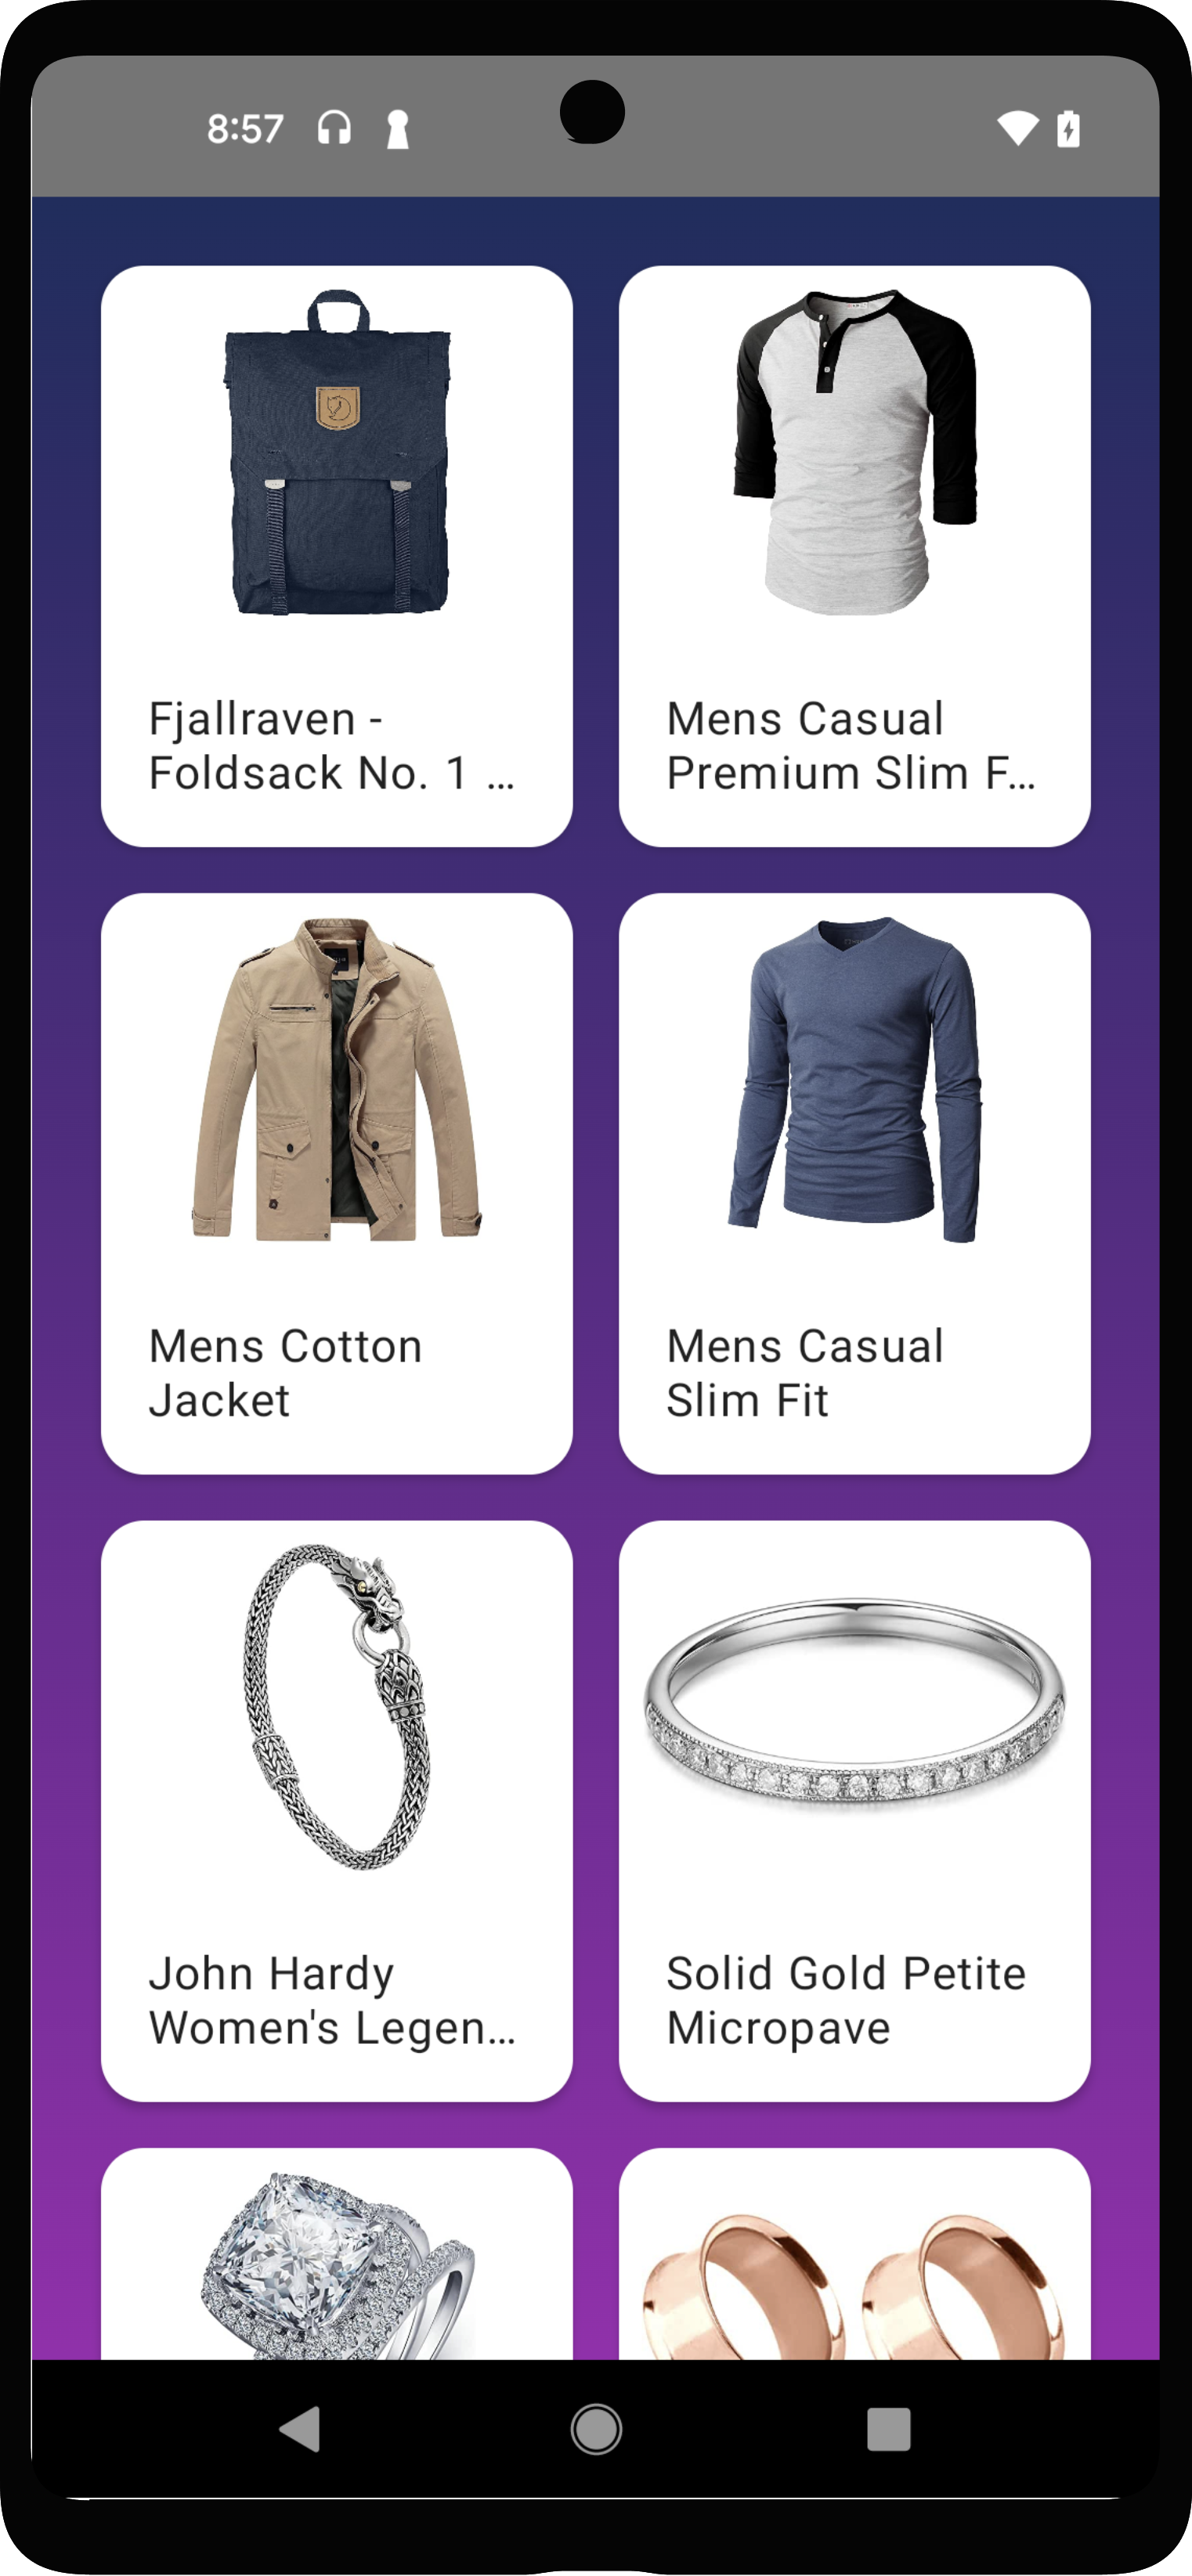 8:57
Fjallraven -
Foldsack No. 1 ...
Mens Casual
Premium Slim F...
Mens Cotton
Jacket
Mens Casual
Slim Fit
John Hardy
Women's Legen...
Solid Gold Petite
Micropave